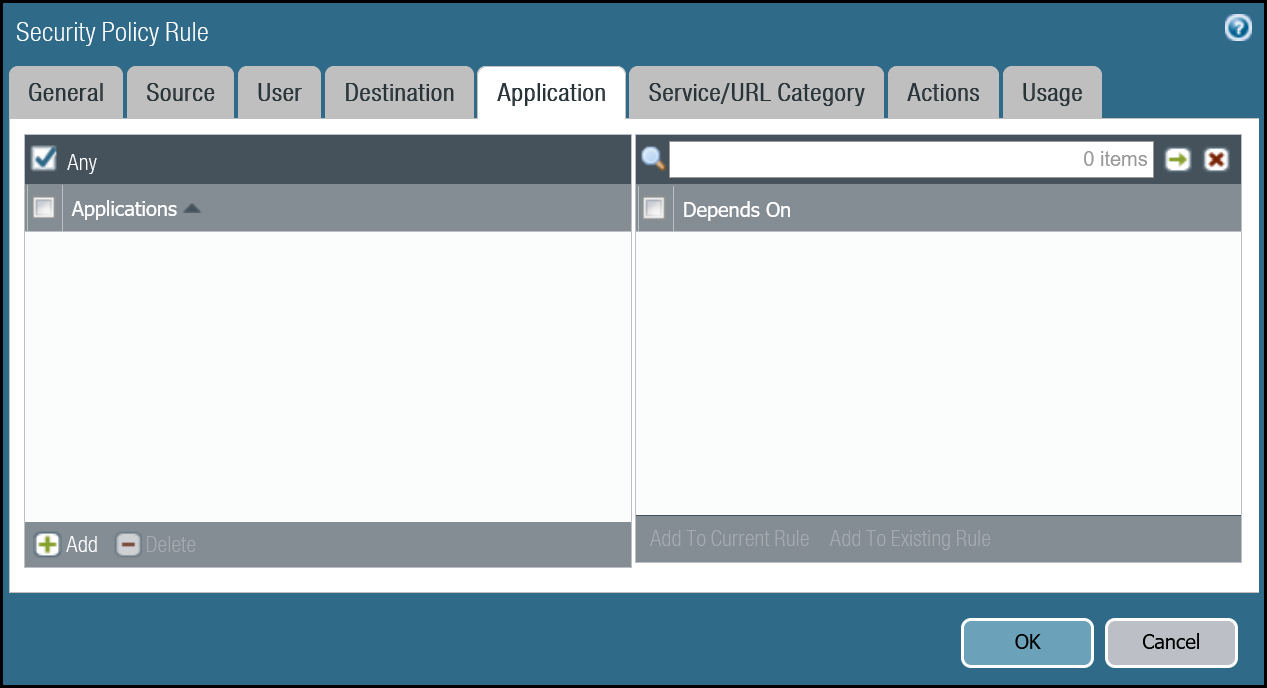 Security Policy Rule
General Source User Destination Application Service/URL Category Actions Usage
Any
0 items
Applications
Depends On
Add Delete
Add To Current Rule Add To Existing Rule
OK Cancel